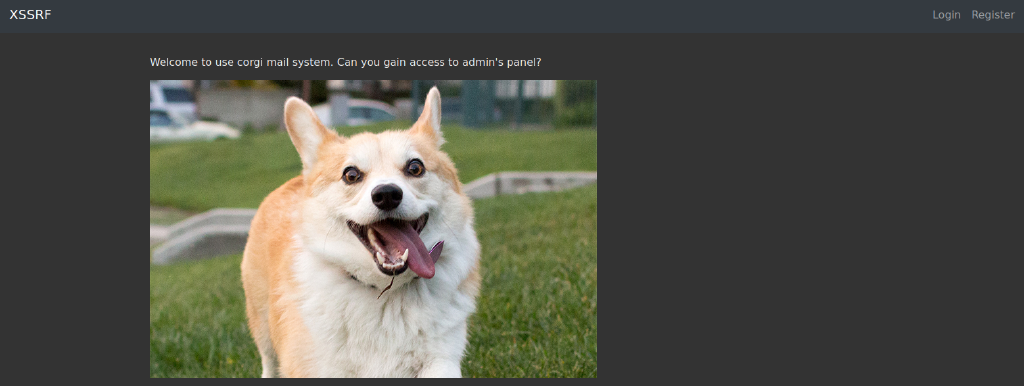 XSSRF
Login Register
Welcome to use corgi mail system. Can you gain access to admin's panel?